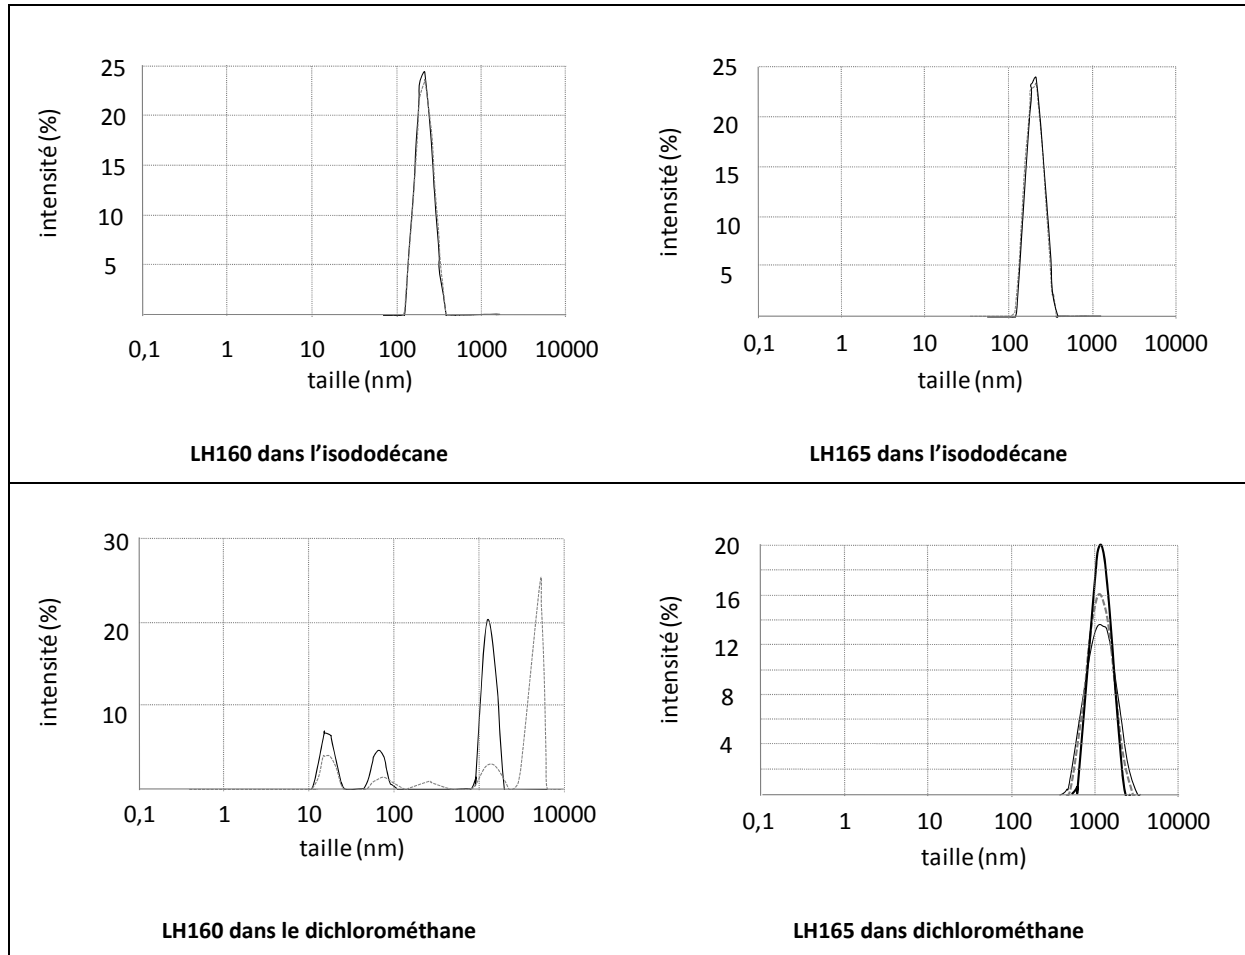 25
20
15
10
5
intensité (%)
0,1 1 10 100 1000 10000
taille (nm)
LH160 dans l'isododécane
25
20
15
10
5
intensité (%)
0,1 1 10 100 1000 10000
taille (nm)
LH165 dans l'isododécane
30
20
10
intensité (%)
0,1 1 10 100 1000 10000
taille (nm)
LH160 dans le dichlorométhane
20
16
12
8
4
intensité (%)
0,1 1 10 100 1000 10000
taille (nm)
LH165 dans dichlorométhane